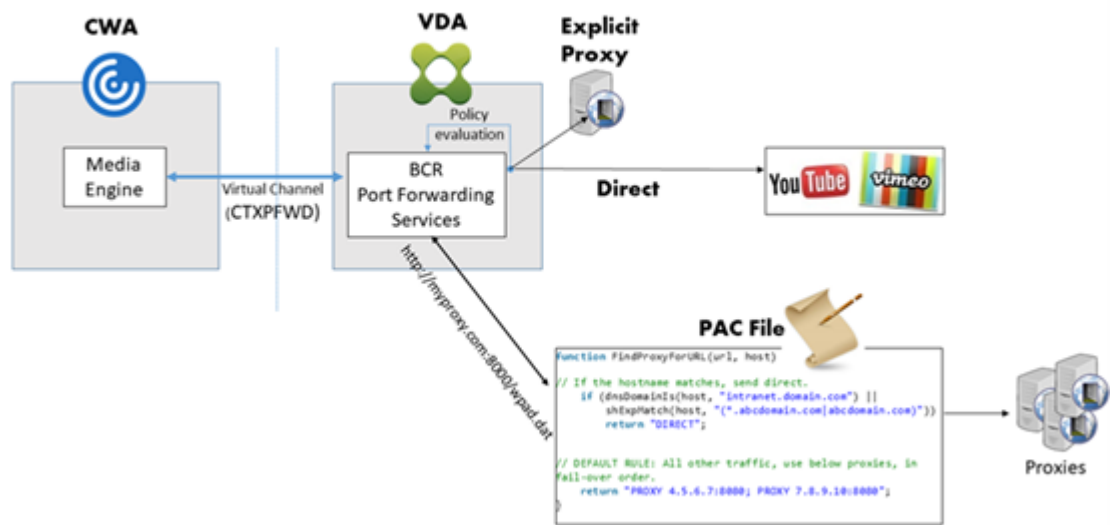 CWA
VDA
Explicit
Proxy
Policy
evaluation
Media
Engine
Virtual Channel
(CTXPFWD)
BCR
Port Forwarding
Services
Direct
You Tube
vimeo
http://myproxy.com:8000/wpad.dat
PAC File
function FindProxyForURL(url, host)
// If the hostname matches, send direct.
if (dnsDomainIs(host, "intranet.domain.com") ||
shExpMatch(host, "(*.abcdomain.com|abcdomain.com)"))
return "DIRECT";
// DEFAULT RULE: All other traffic, use below proxies, in
fail-over order.
return "PROXY 4.5.6.7:8080; PROXY 7.8.9.10:8080";
}
Proxies